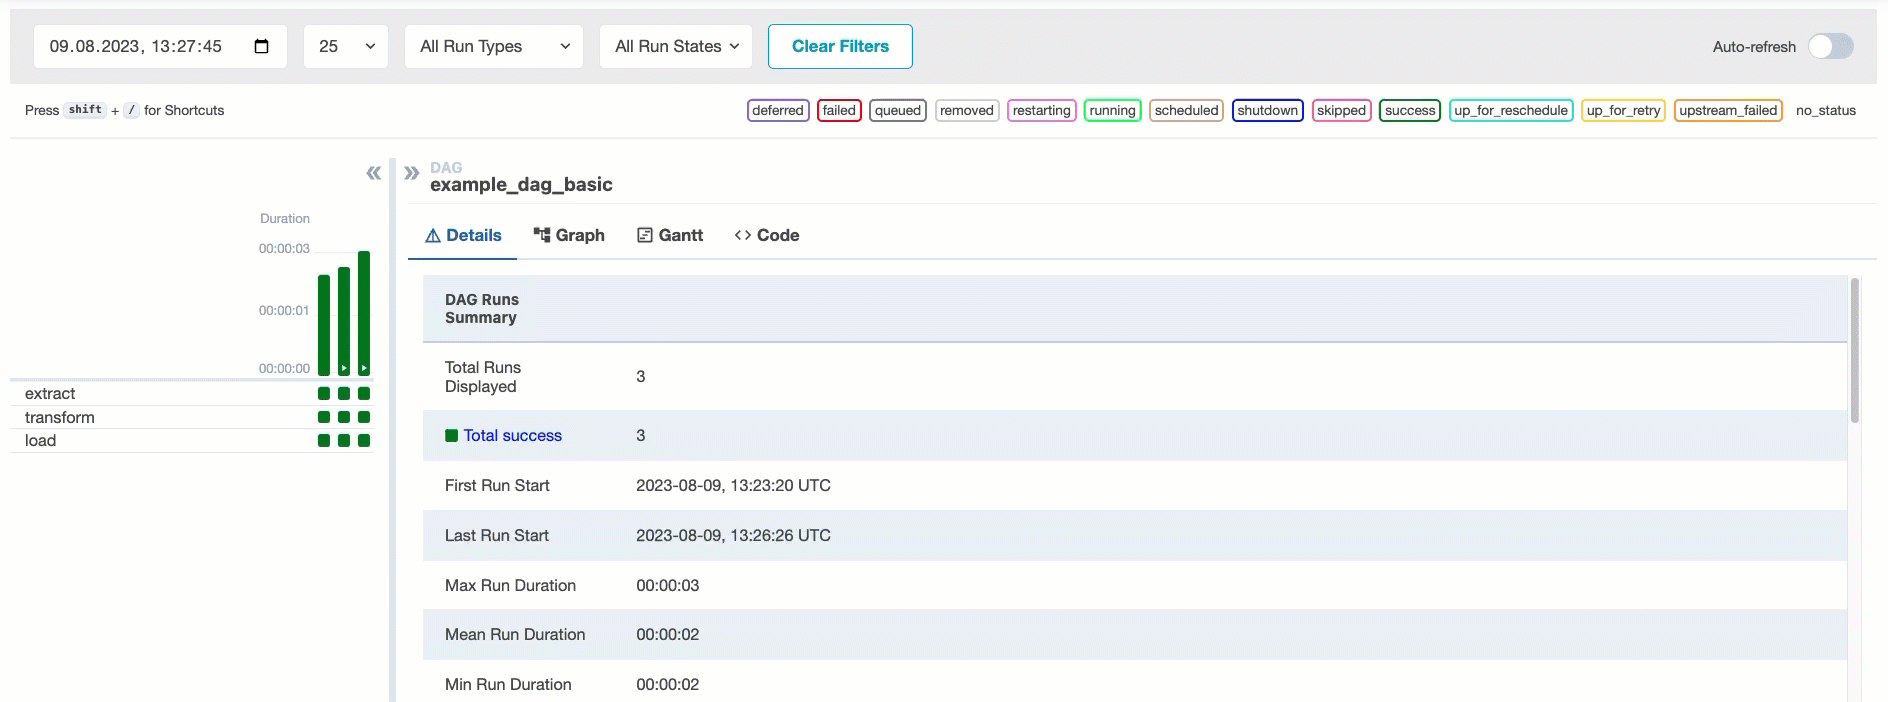 09.08.2023, 13:27:45
25
All Run Types
All Run States
Clear Filters
Auto-refresh
Press shift + / for Shortcuts
deferred failed queued removed restarting running scheduled shutdown skipped success up_for_reschedule up_for_retry upstream_failed no_status
Duration
00:00:03
00:00:01
00:00:00
extract
transform
load
DAG
example_dag_basic
Details
Graph
Gantt
Code
DAG Runs
Summary
Total Runs
Displayed
3
Total success 3
First Run Start 2023-08-09, 13:23:20 UTC
Last Run Start 2023-08-09, 13:26:26 UTC
Max Run Duration 00:00:03
Mean Run Duration 00:00:02
Min Run Duration 00:00:02